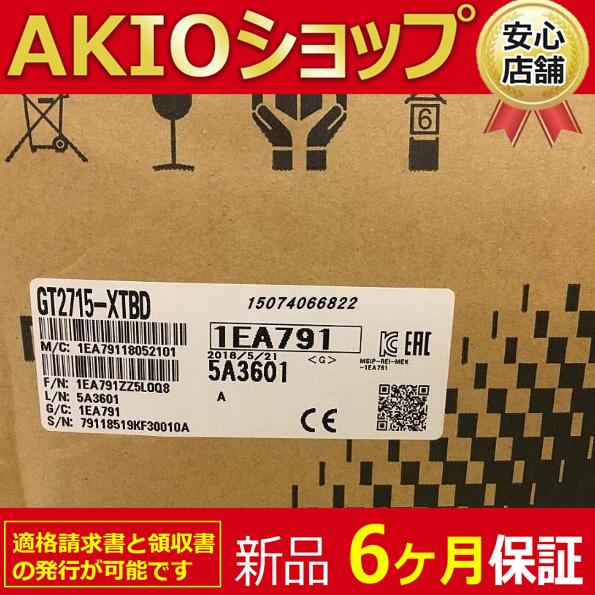 AKIOショップ
安心
店舗
6
GT2715-XTBD
15074066822
M/C: 1EA79118052101
1EA791
2018/5/21
<G>
5A3601
A
MSIP-REI-MEK
-1EA791
EAC
F/N: 1EA791ZZ5L0Q8
L/N: 5A3601
G/C: 1EA791
S/N: 79118519KF30010A
CE
適格請求書と領収書
の発行が可能です
新品 6ヶ月保証